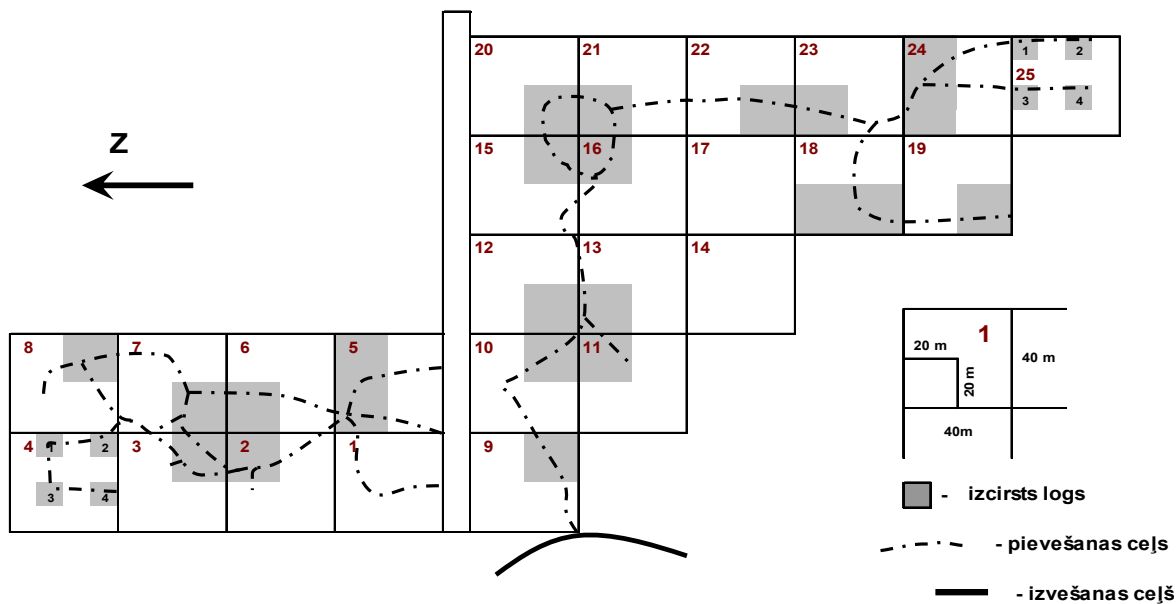 20 21 22 23 24
1 2
25
3 4
Z
15 16 17 18 19
12 13 14
8 7 6 5 10 11
1
20 m
20 m
40 m
40m
4 1 2 3 2 1 9
3 4
- izcirsts logs
- pievešanas ceļs
- izvešanas ceļš